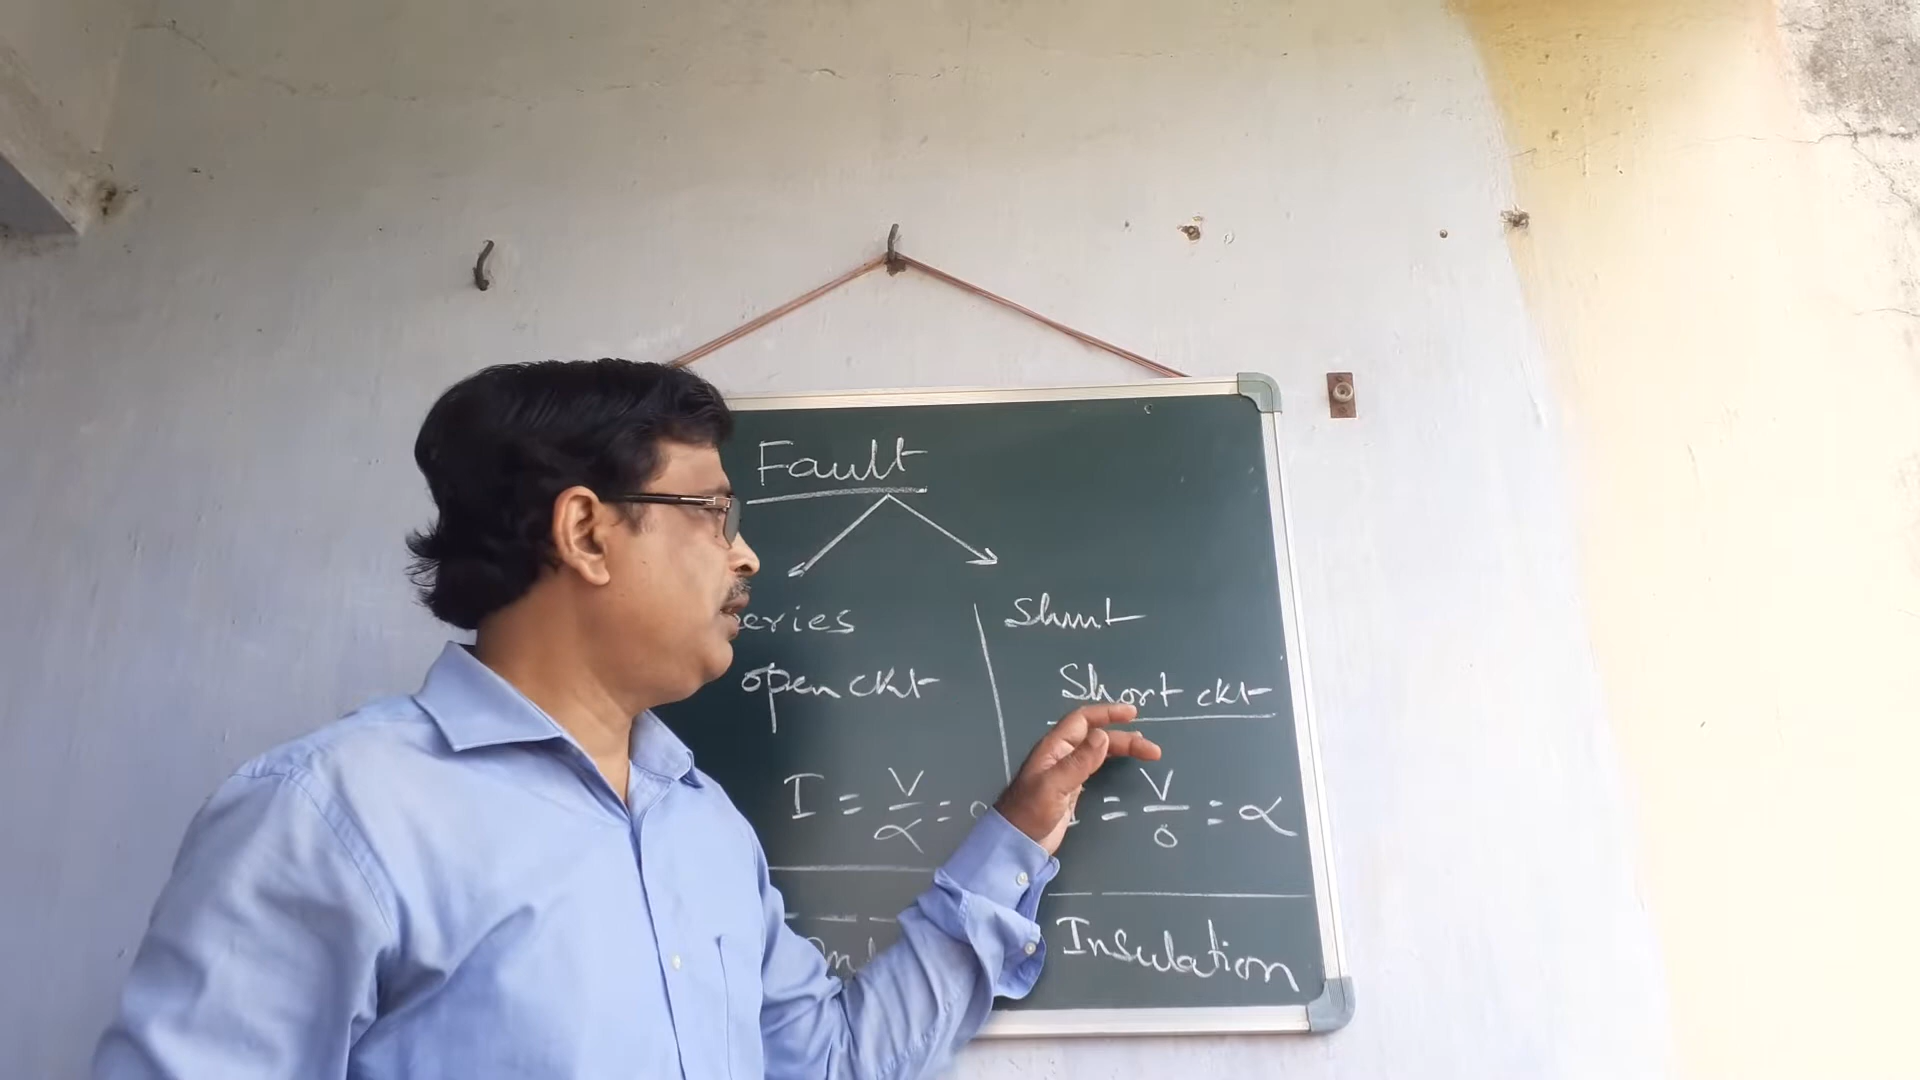 Fault
eries
Shunt
open ckt
Short ckt
I = V/α =
= V/0 = α
Insulation